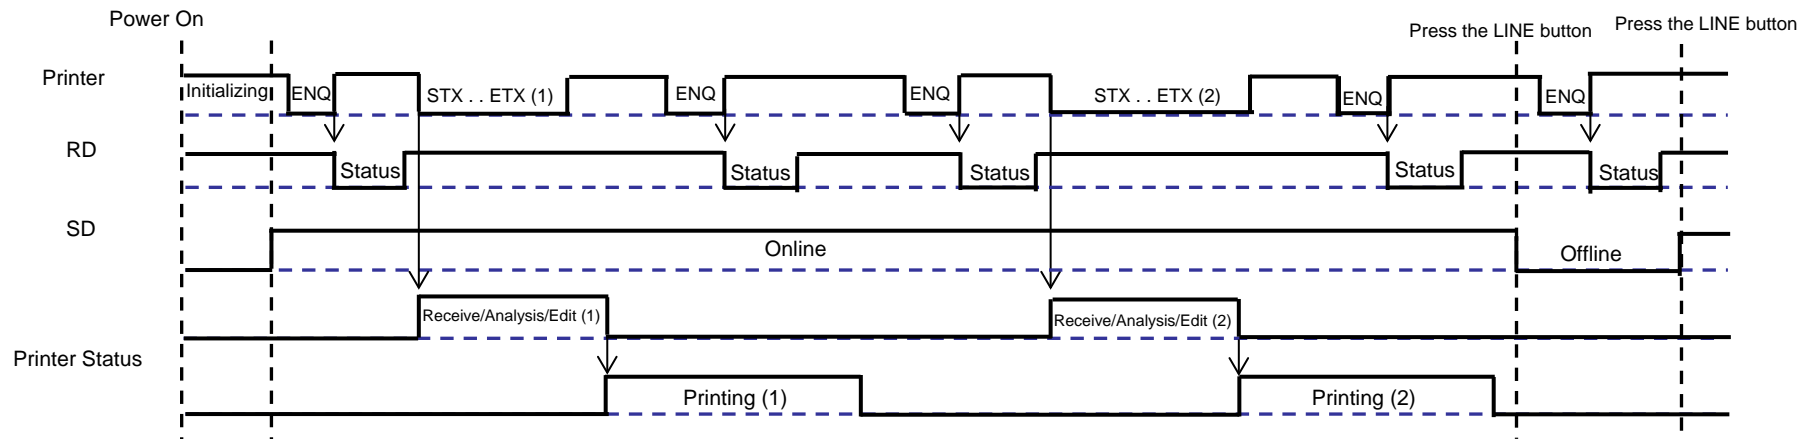 Power On
Press the LINE button
Press the LINE button
Printer
Initializing
ENQ
STX . . ETX (1)
ENQ
ENQ
STX . . ETX (2)
ENQ
ENQ
RD
Status
Status
Status
Status
Status
SD
Online
Offline
Receive/Analysis/Edit (1)
Receive/Analysis/Edit (2)
Printer Status
Printing (1)
Printing (2)